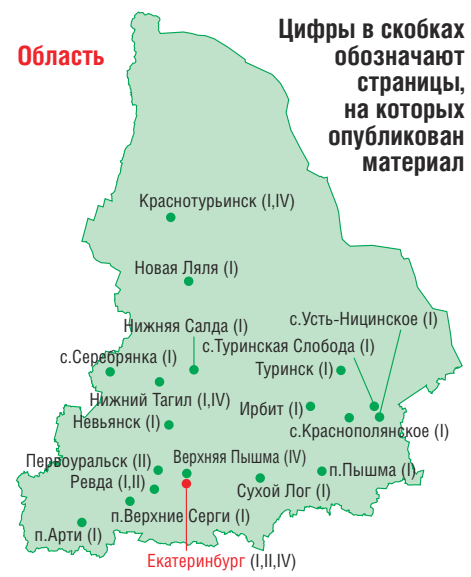 Область
Цифры в скобках
обозначают
страницы,
на которых
опубликован
материал
Краснотурьинск (I,IV)
Новая Ляля (I)
Нижняя Салда (I)
с.Усть-Ницинское (I)
с.Туринская Слобода (I)
с.Серебрянка (I)
Туринск (I)
Нижний Тагил (I,IV)
Ирбит (I)
Невьянск (I)
с.Краснополянское (I)
Первоуральск (II)
Верхняя Пышма (IV)
п.Пышма (I)
Ревда (I,II)
Сухой Лог (I)
п.Верхние Серги (I)
п.Арти (I)
Екатеринбург (I,II,IV)